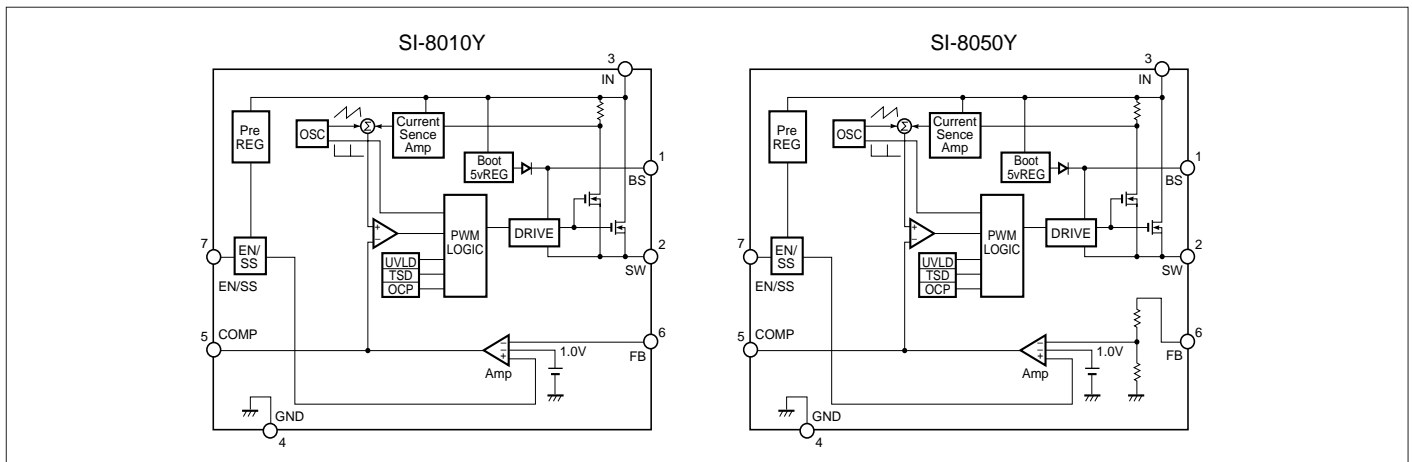 SI-8010Y
3
IN
Pre
REG
OSC
Σ
Current
Sence
Amp
Boot
5vREG
1
BS
7
EN/
SS
EN/SS
+
−
PWM
LOGIC
DRIVE
2
SW
UVLD
TSD
OCP
5
COMP
−
−
+
Amp
1.0V
6
FB
GND
4
SI-8050Y
3
IN
Pre
REG
OSC
Σ
Current
Sence
Amp
Boot
5vREG
1
BS
7
EN/
SS
EN/SS
+
−
PWM
LOGIC
DRIVE
2
SW
UVLD
TSD
OCP
5
COMP
−
−
+
Amp
1.0V
6
FB
GND
4